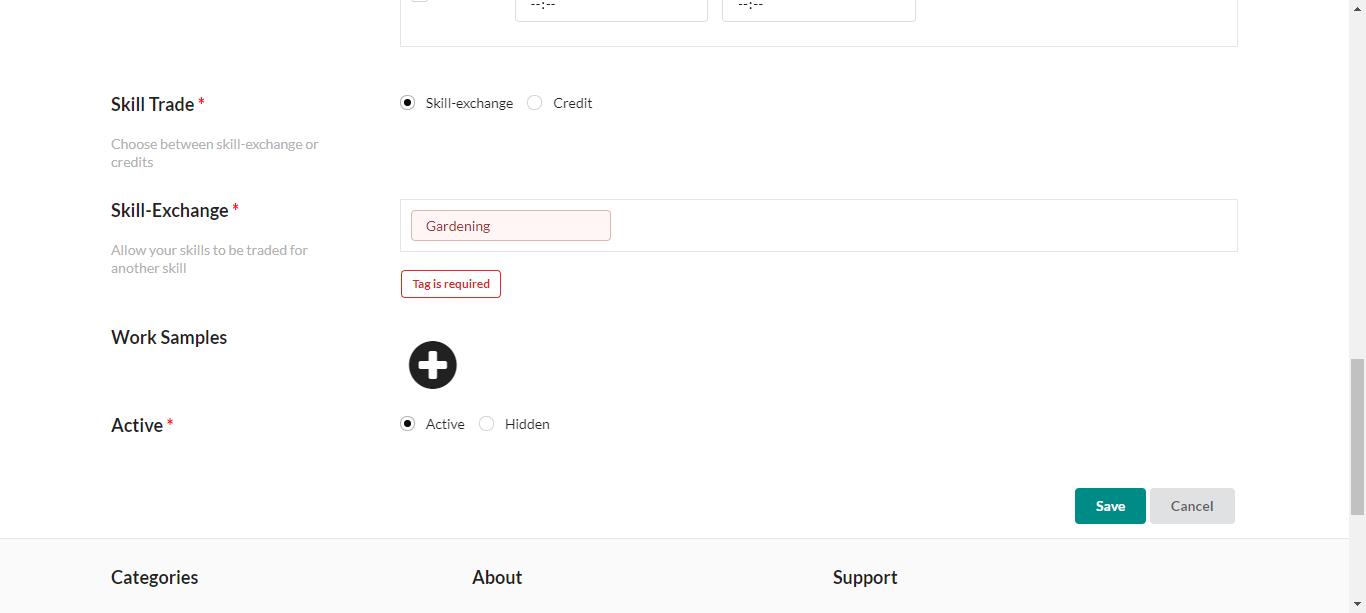 --:-- --:--
Skill Trade * Skill-exchange Credit
Choose between skill-exchange or
credits
Skill-Exchange * Gardening
Allow your skills to be traded for
another skill
Tag is required
Work Samples
Active * Active Hidden
Save Cancel
Categories About Support